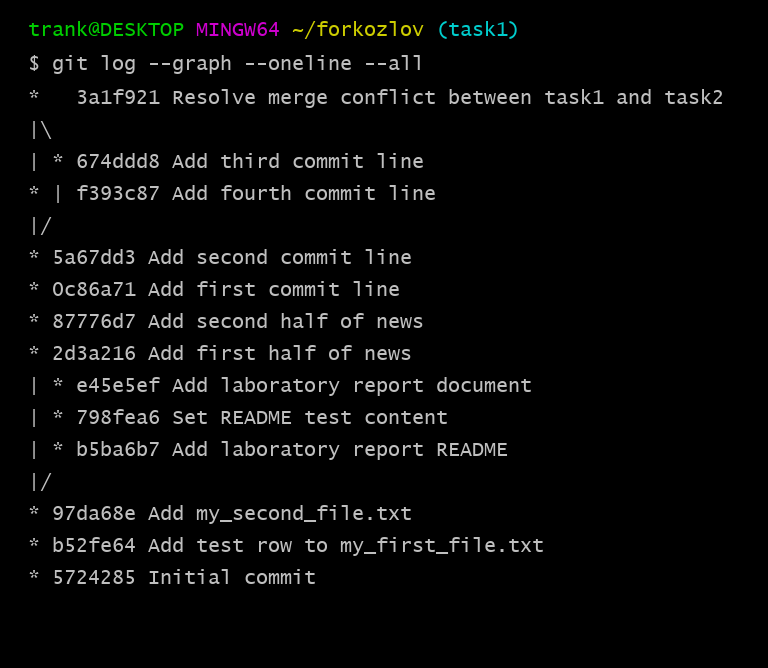 trank@DESKTOP MINGW64 ~/forkozlov (task1)
$ git log --graph --oneline --all
*   3a1f921 Resolve merge conflict between task1 and task2
|\
| * 674ddd8 Add third commit line
* | f393c87 Add fourth commit line
|/
* 5a67dd3 Add second commit line
* 0c86a71 Add first commit line
* 87776d7 Add second half of news
* 2d3a216 Add first half of news
| * e45e5ef Add laboratory report document
| * 798fea6 Set README test content
| * b5ba6b7 Add laboratory report README
|/
* 97da68e Add my_second_file.txt
* b52fe64 Add test row to my_first_file.txt
* 5724285 Initial commit